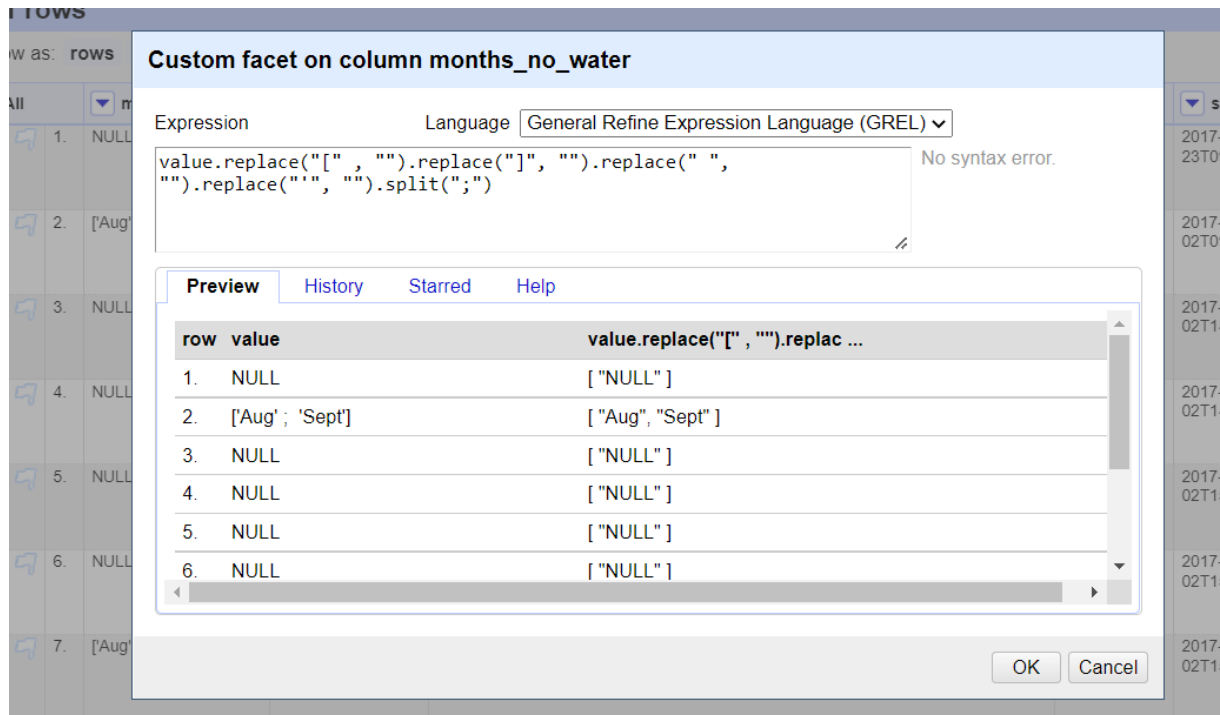 rows
ow as: rows
All
Custom facet on column months_no_water
Expression
Language General Refine Expression Language (GREL)
value.replace("[" , "").replace("]", "").replace(" ",
"").replace("'", "").split(";")
No syntax error.
Preview History Starred Help
row value value.replace("[" , "").replac ...
1. NULL [ "NULL" ]
2. ['Aug' ; 'Sept'] [ "Aug", "Sept" ]
3. NULL [ "NULL" ]
4. NULL [ "NULL" ]
5. NULL [ "NULL" ]
6. NULL [ "NULL" ]
OK Cancel
1. NULL
2. ['Aug'
3. NULL
4. NULL
5. NULL
6. NULL
7. ['Aug'
s
2017-
23T0
2017-
02T0
2017-
02T1
2017-
02T1
2017-
02T1
2017-
02T1
2017-
02T1